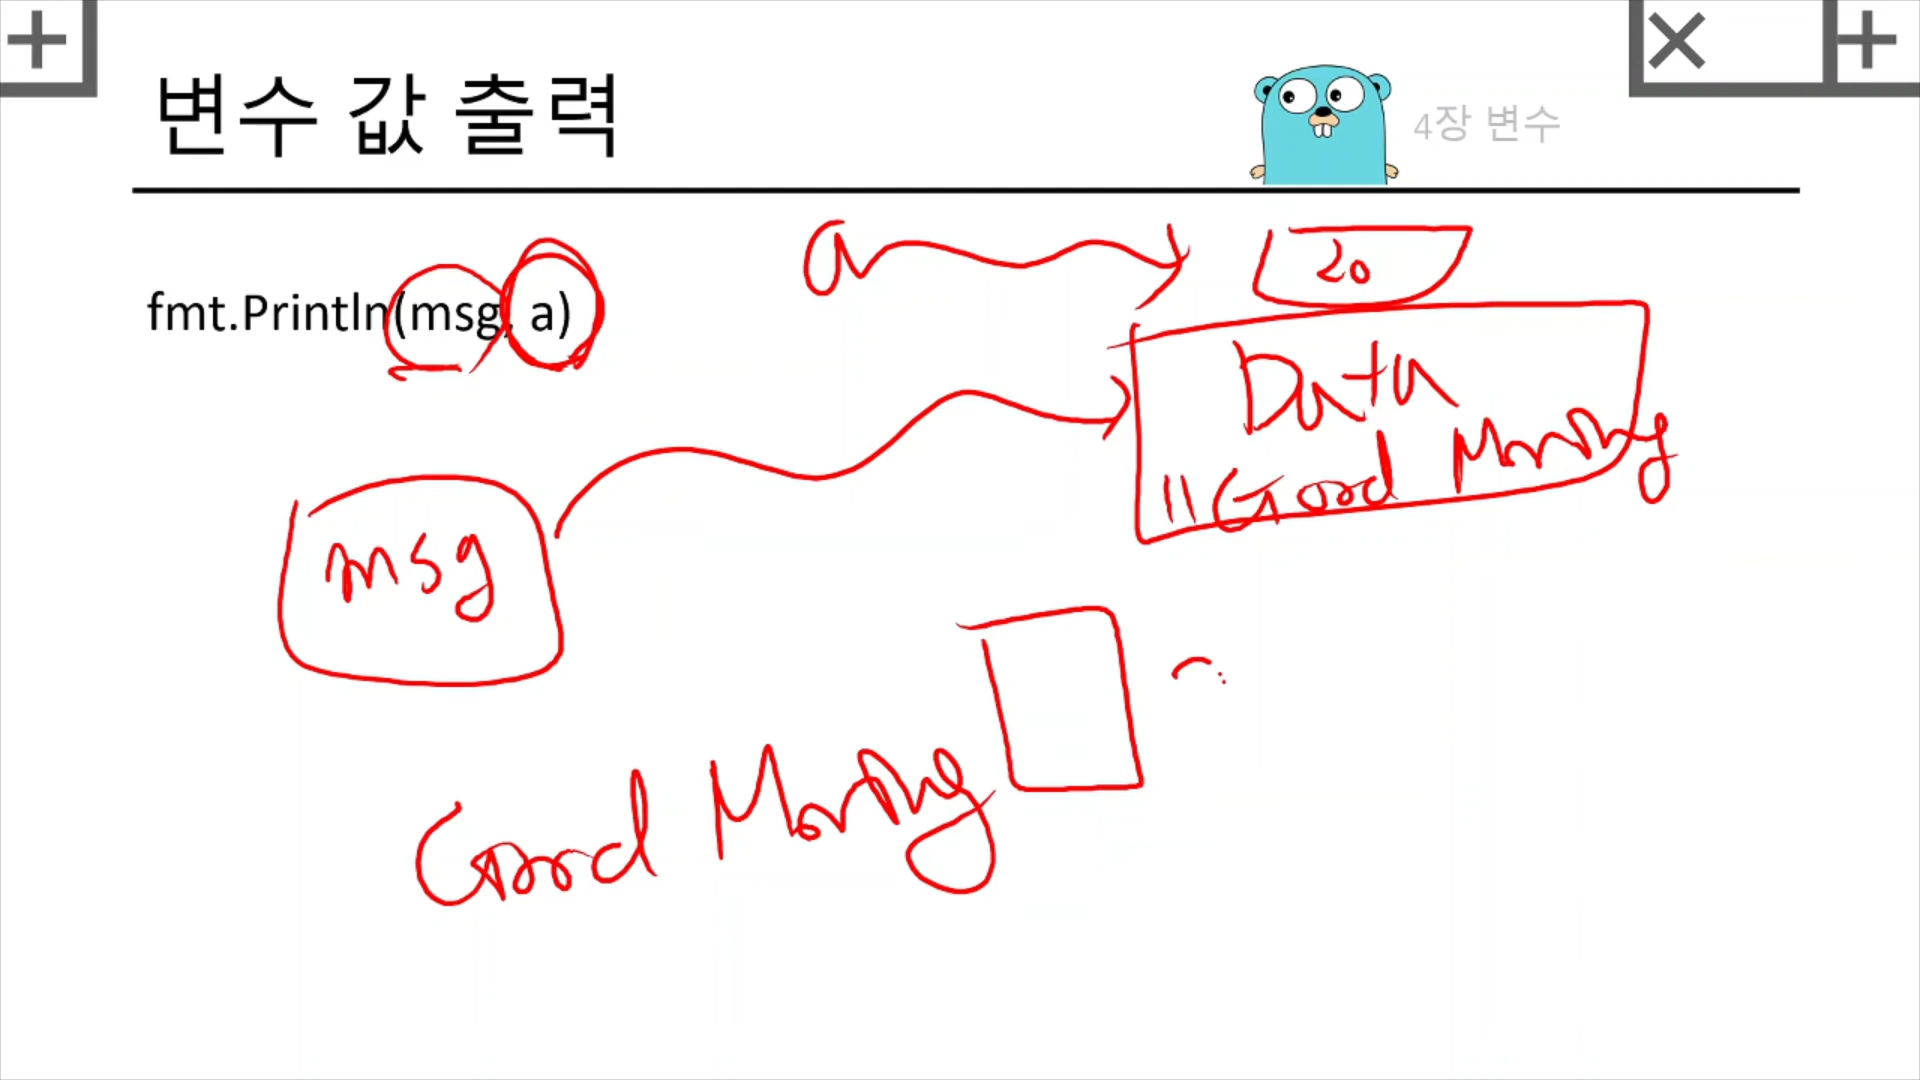 변수 값 출력
4장 변수
fmt.Println(msg, a)
a
20
Data
"Good Morning
msg
Good Morning